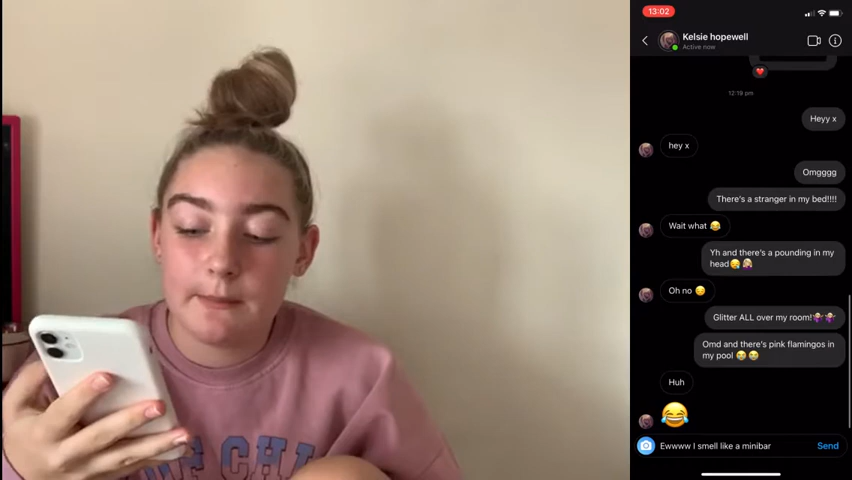 13:02
Kelsie hopewell
Active now
12:19 pm
Heyy x
hey x
Omgggg
There's a stranger in my bed!!!!
Wait what 😂
Yh and there's a pounding in my
head😪🤷🏼‍♀️
Oh no 😔
Glitter ALL over my room!🤷🏼‍♀️🤷🏼‍♀️
Omd and there's pink flamingos in
my pool 😭😭
Huh
😂
Ewwww I smell like a minibar
Send